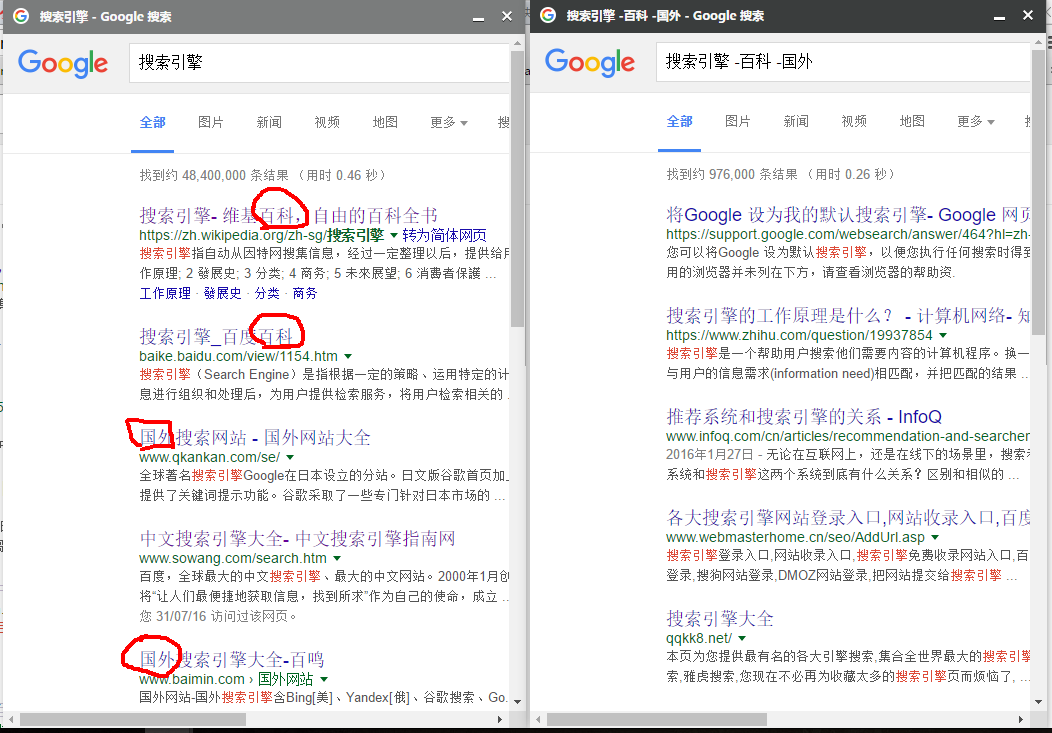 搜索引擎 - Google 搜索
Google
搜索引擎
全部 图片 新闻 视频 地图 更多 搜
找到约 48,400,000 条结果 （用时 0.46 秒）
搜索引擎- 维基百科，自由的百科全书
https://zh.wikipedia.org/zh-sg/搜索引擎 转为简体网页
搜索引擎指自动从因特网搜集信息，经过一定整理以后，提供给用
作原理; 2 發展史; 3 分类; 4 商务; 5 未來展望; 6 消費者保護 ...
工作原理 · 發展史 · 分类 · 商务
搜索引擎_百度百科
baike.baidu.com/view/1154.htm
搜索引擎（Search Engine）是指根据一定的策略、运用特定的计
息进行组织和处理后，为用户提供检索服务，将用户检索相关的 .
国外搜索网站 - 国外网站大全
www.qkankan.com/se/
全球著名搜索引擎Google在日本设立的分站。日文版谷歌首页加
提供了关键词提示功能。谷歌采取了一些专门针对日本市场的 ...
中文搜索引擎大全- 中文搜索引擎指南网
www.sowang.com/search.htm
百度，全球最大的中文搜索引擎、最大的中文网站。2000年1月创
将“让人们最便捷地获取信息，找到所求”作为自己的使命，成立 ...
您 31/07/16 访问过该网页。
国外搜索引擎大全-百鸣
www.baimin.com › 国外网站
国外网站-国外搜索引擎含Bing[美]、Yandex[俄]、谷歌搜索、Go.
搜索引擎 -百科 -国外 - Google 搜索
Google
搜索引擎 -百科 -国外
全部 图片 新闻 视频 地图 更多
找到约 976,000 条结果 （用时 0.26 秒）
将Google 设为我的默认搜索引擎- Google 网页
https://support.google.com/websearch/answer/464?hl=zh-
您可以将Google 设为默认搜索引擎，以便您执行任何搜索时得到
用的浏览器并未列在下方，请查看浏览器的帮助资.
搜索引擎的工作原理是什么？ - 计算机网络- 知
https://www.zhihu.com/question/19937854
搜索引擎是一个帮助用户搜索他们需要内容的计算机程序。换一
与用户的信息需求(information need)相匹配，并把匹配的结果 ...
推荐系统和搜索引擎的关系 - InfoQ
www.infoq.com/cn/articles/recommendation-and-searcher
2016年1月27日 - 无论在互联网上，还是在线下的场景里，搜索
系统和搜索引擎这两个系统到底有什么关系？区别和相似的 ...
各大搜索引擎网站登录入口,网站收录入口,百度
www.webmasterhome.cn/seo/AddUrl.asp
搜索引擎登录入口,网站收录入口,搜索引擎免费收录网站入口,百
登录,搜狗网站登录,DMOZ网站登录,把网站提交给搜索引擎 ...
搜索引擎大全
qqkk8.net/
本页为您提供最有名的各大引擎搜索,集合全世界最大的搜索引擎
索,雅虎搜索,您现在不必再为收藏太多的搜索引擎页而烦恼了, ...